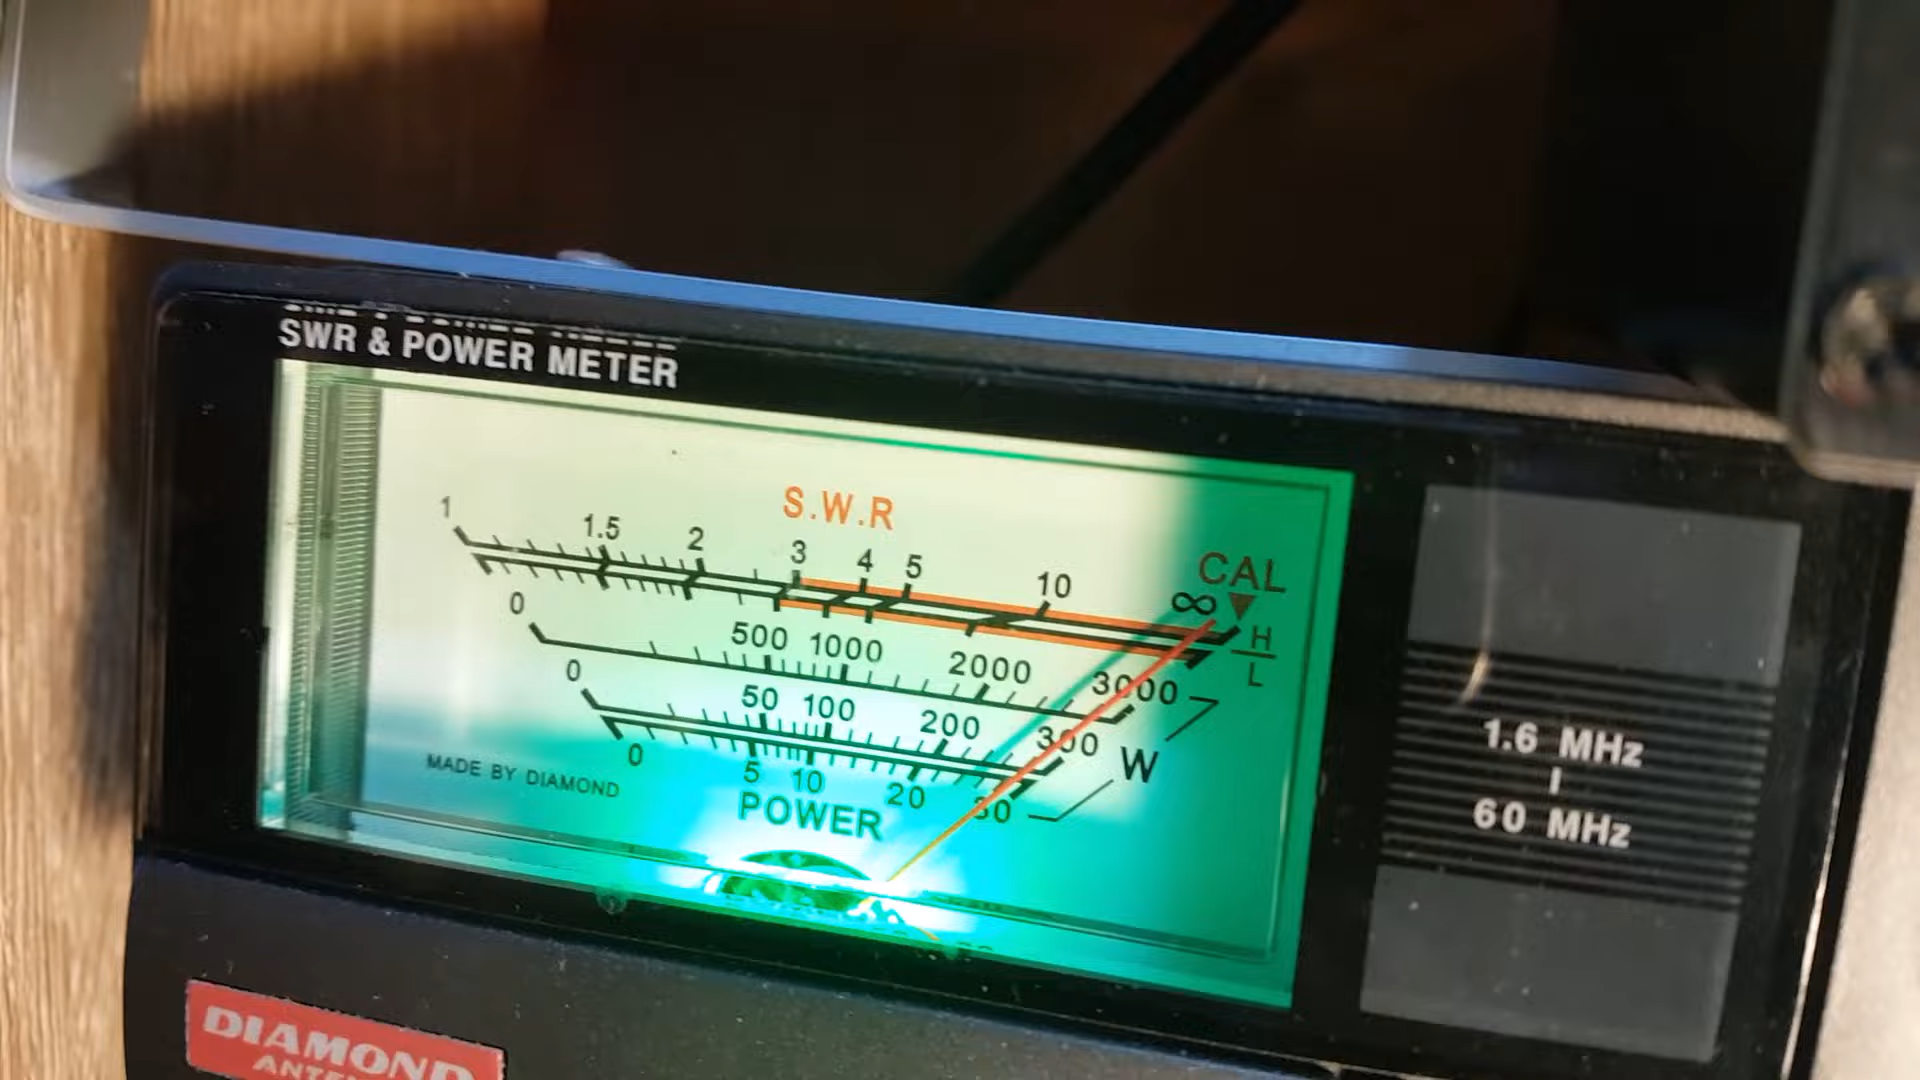 SWR & POWER METER
S.W.R
1 1.5 2 3 4 5 10 ∞ CAL
H
L
0 500 1000 2000 3000
0 50 100 200 300 W
0 5 10 20 30
POWER
MADE BY DIAMOND
1.6 MHz
60 MHz
DIAMOND